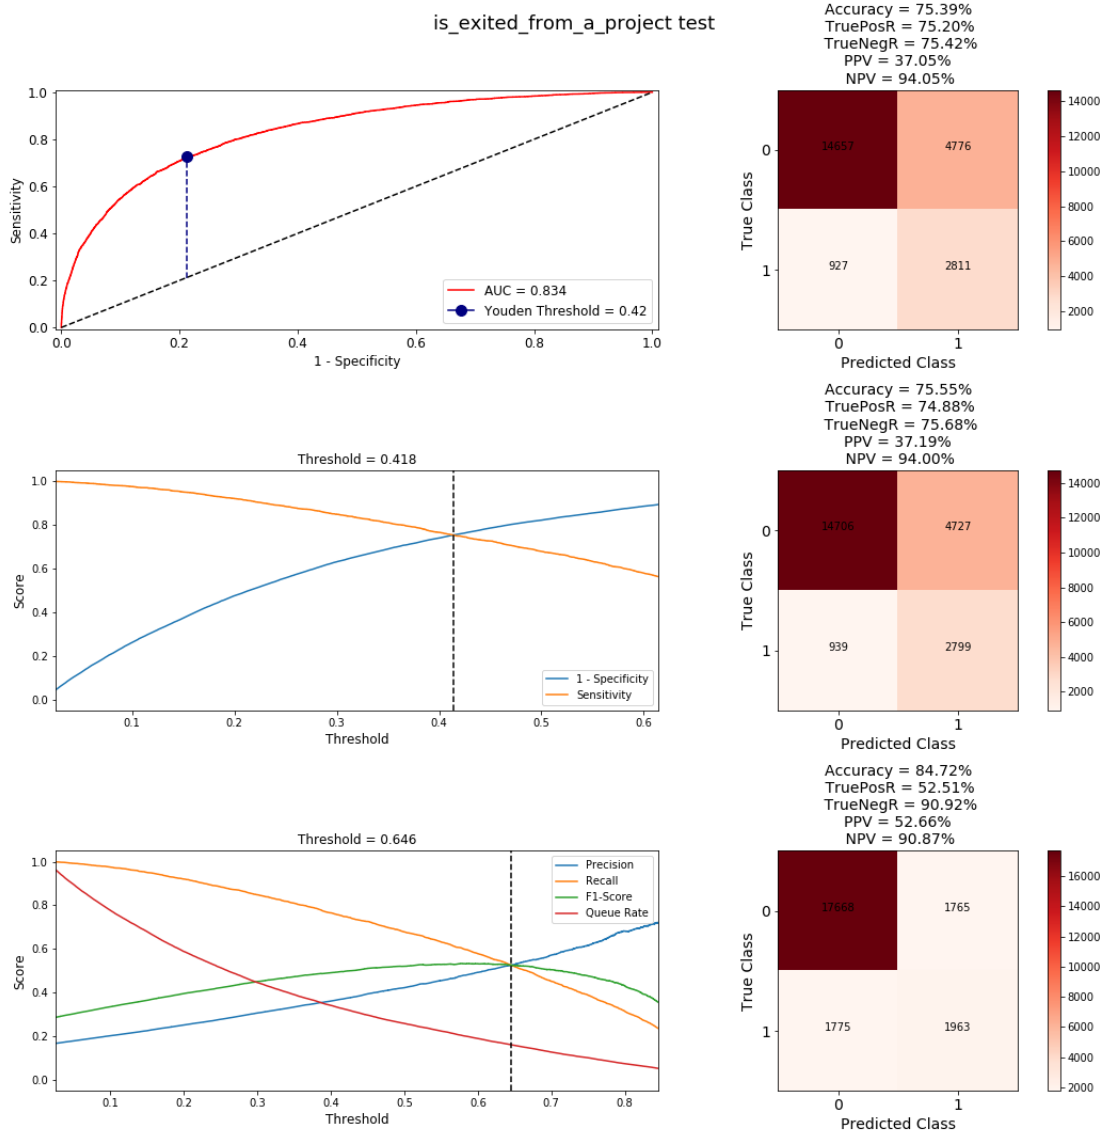 is_exited_from_a_project test
1.0
0.8
0.6
0.4
0.2
0.0
Sensitivity
AUC = 0.834
Youden Threshold = 0.42
0.0 0.2 0.4 0.6 0.8 1.0
1 - Specificity
Accuracy = 75.39%
TruePosR = 75.20%
TrueNegR = 75.42%
PPV = 37.05%
NPV = 94.05%
True Class
0
1
14657 4776
927 2811
0 1
Predicted Class
14000
12000
10000
8000
6000
4000
2000
Threshold = 0.418
1.0
0.8
0.6
0.4
0.2
0.0
Score
1 - Specificity
Sensitivity
0.1 0.2 0.3 0.4 0.5 0.6
Threshold
Accuracy = 75.55%
TruePosR = 74.88%
TrueNegR = 75.68%
PPV = 37.19%
NPV = 94.00%
True Class
0
1
14706 4727
939 2799
0 1
Predicted Class
14000
12000
10000
8000
6000
4000
2000
Threshold = 0.646
1.0
0.8
0.6
0.4
0.2
0.0
Score
Precision
Recall
F1-Score
Queue Rate
0.1 0.2 0.3 0.4 0.5 0.6 0.7 0.8
Threshold
Accuracy = 84.72%
TruePosR = 52.51%
TrueNegR = 90.92%
PPV = 52.66%
NPV = 90.87%
True Class
0
1
17668 1765
1775 1963
0 1
Predicted Class
16000
14000
12000
10000
8000
6000
4000
2000